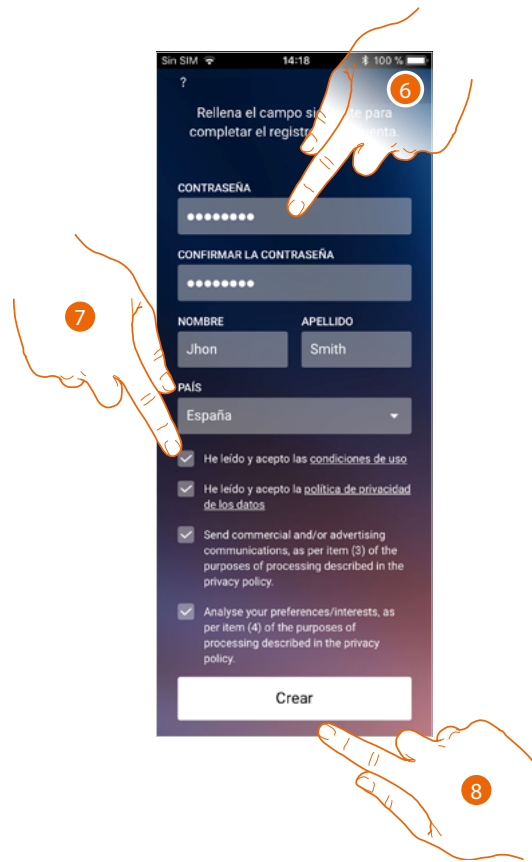 Sin SIM 14:18 100 %
?
6
Rellena el campo para
completar el
CONTRASEÑA
CONFIRMAR LA CONTRASEÑA
NOMBRE APELLIDO
7
Jhon Smith
PAÍS
España
He leído y acepto las condiciones de uso
He leído y acepto la política de privacidad
de los datos
Send commercial and/or advertising
communications, as per item (3) of the
purposes of processing described in the
privacy policy.
Analyse your preferences/interests, as
per item (4) of the purposes of
processing described in the privacy
policy.
Crear
8